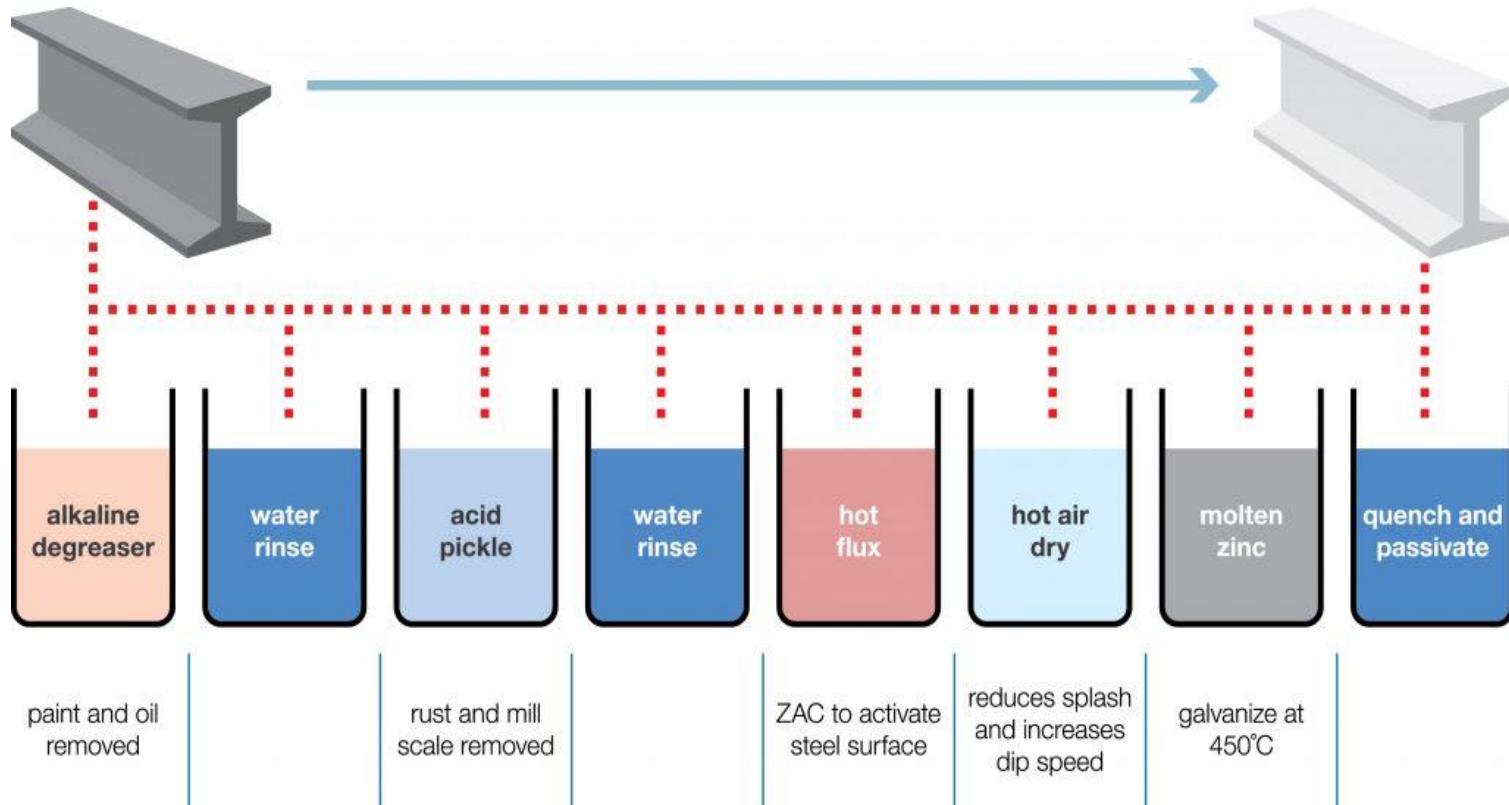 alkaline
degreaser
water
rinse
acid
pickle
water
rinse
hot
flux
hot air
dry
molten
zinc
quench and
passivate
paint and oil
removed
rust and mill
scale removed
ZAC to activate
steel surface
reduces splash
and increases
dip speed
galvanize at
450°C